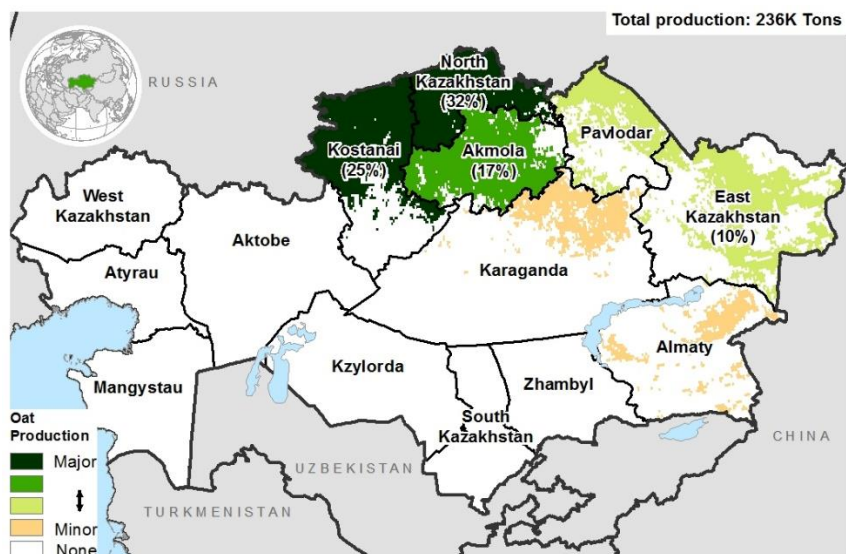 Total production: 236K Tons
RUSSIA
North
Kazakhstan
(32%)
Kostanai
(25%)
Akmola
(17%)
Pavlodar
East
Kazakhstan
(10%)
West
Kazakhstan
Aktobe
Atyrau
Karaganda
Mangystau
Kzylorda
Zhambyl
Almaty
South
Kazakhstan
CHINA
UZBEKISTAN
TURKMENISTAN
Oat
Production
Major
Minor
None